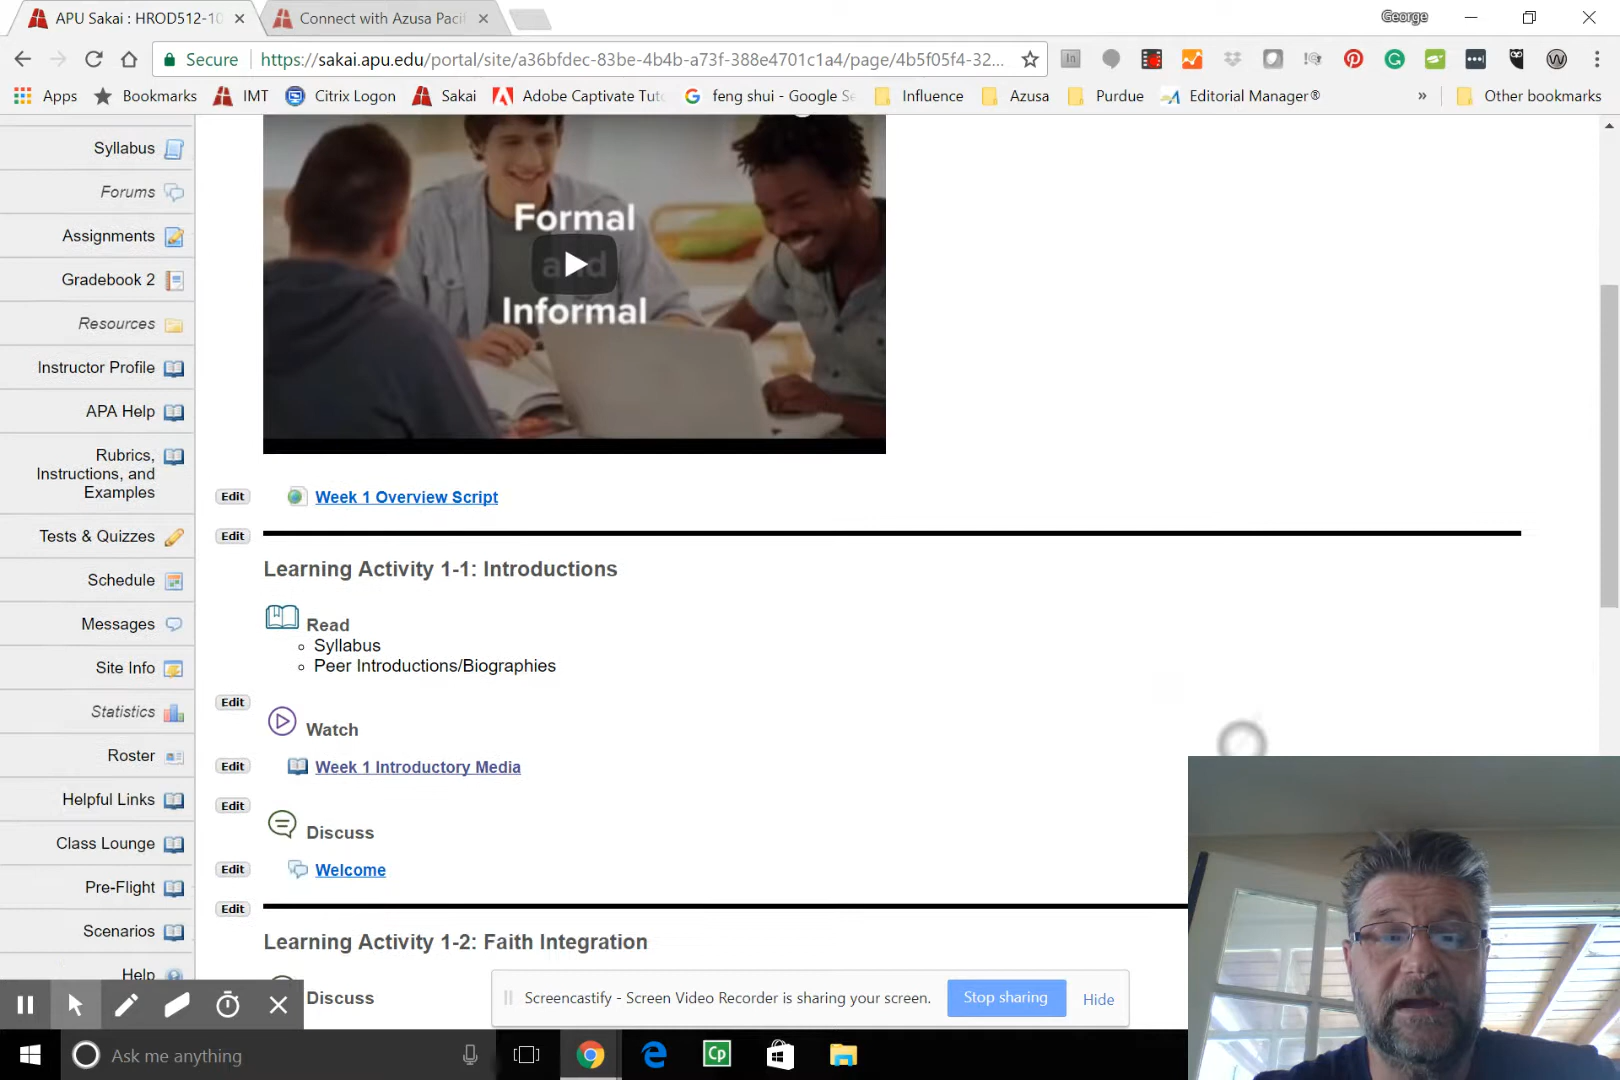 APU Sakai : HROD512-10
Connect with Azusa Pacif
George
Secure
https://sakai.apu.edu/portal/site/a36bfdec-83be-4b4b-a73f-388e4701c1a4/page/4b5f05f4-32...
Apps
Bookmarks
IMT
Citrix Logon
Sakai
Adobe Captivate Tuto
feng shui - Google Se
Influence
Azusa
Purdue
Editorial Manager®
»
Other bookmarks
Syllabus
Forums
Assignments
Gradebook 2
Resources
Instructor Profile
APA Help
Rubrics,
Instructions, and
Examples
Tests & Quizzes
Schedule
Messages
Site Info
Statistics
Roster
Helpful Links
Class Lounge
Pre-Flight
Scenarios
Help
Formal
and
Informal
Edit
Week 1 Overview Script
Edit
Learning Activity 1-1: Introductions
Read
Syllabus
Peer Introductions/Biographies
Edit
Watch
Edit
Week 1 Introductory Media
Edit
Discuss
Edit
Welcome
Edit
Learning Activity 1-2: Faith Integration
Discuss
Screencastify - Screen Video Recorder is sharing your screen.
Stop sharing
Hide
Ask me anything
Cp